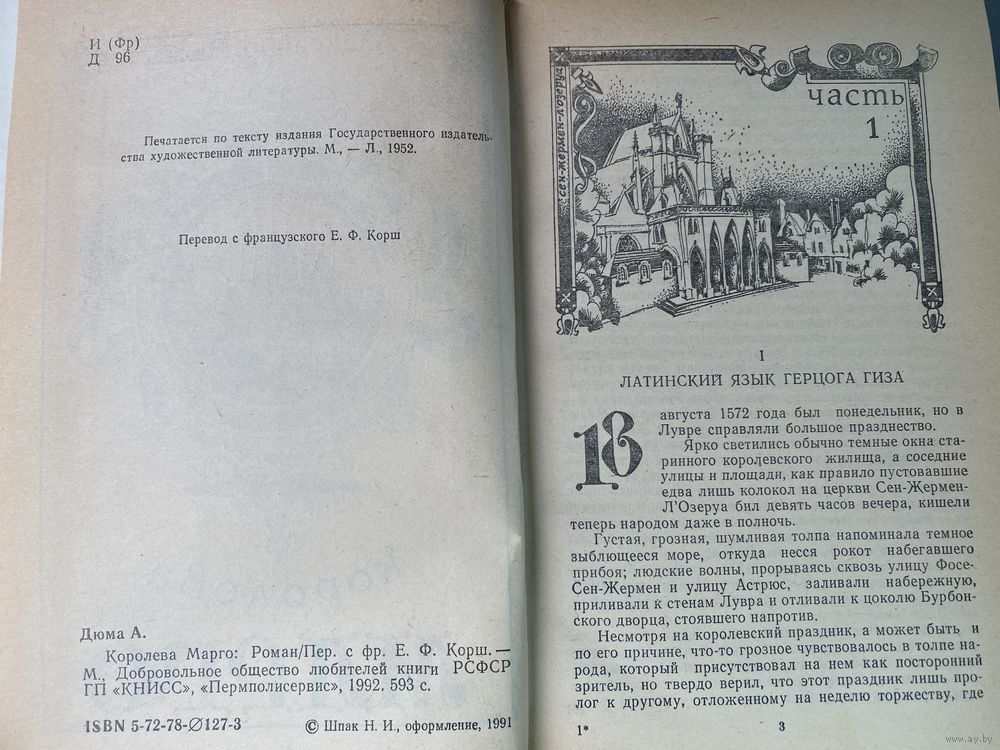 И (Фр)
Д 96
Печатается по тексту издания Государственного издатель-
ства художественной литературы. М., — Л., 1952.
Перевод с французского Е. Ф. Корш
Дюма А.
Королева Марго: Роман/Пер. с фр. Е. Ф. Корш. —
М., Добровольное общество любителей книги РСФСР
ГП «КНИСС», «Пермполисервис», 1992. 593 с.
ISBN 5-72-78-∅127-3
© Шпак Н. И., оформление, 1991
сен-жермен-л'озеруа
часть
1
I
ЛАТИНСКИЙ ЯЗЫК ГЕРЦОГА ГИЗА
18 августа 1572 года был понедельник, но в
Лувре справляли большое празднество.
Ярко светились обычно темные окна ста-
ринного королевского жилища, а соседние
улицы и площади, как правило пустовавшие
едва лишь колокол на церкви Сен-Жермен-
Л'Озеруа бил девять часов вечера, кишели
теперь народом даже в полночь.
Густая, грозная, шумливая толпа напоминала темное
зыблющееся море, откуда несся рокот набегавшего
прибоя; людские волны, прорываясь сквозь улицу Фосе-
Сен-Жермен и улицу Астрюс, заливали набережную,
приливали к стенам Лувра и отливали к цоколю Бурбон-
ского дворца, стоявшего напротив.
Несмотря на королевский праздник, а может быть и
по его причине, что-то грозное чувствовалось в толпе на-
рода, который присутствовал на нем как посторонний
зритель, но твердо верил, что этот праздник лишь про-
лог к другому, отложенному на неделю торжеству, где
1*
3
www.ay.by